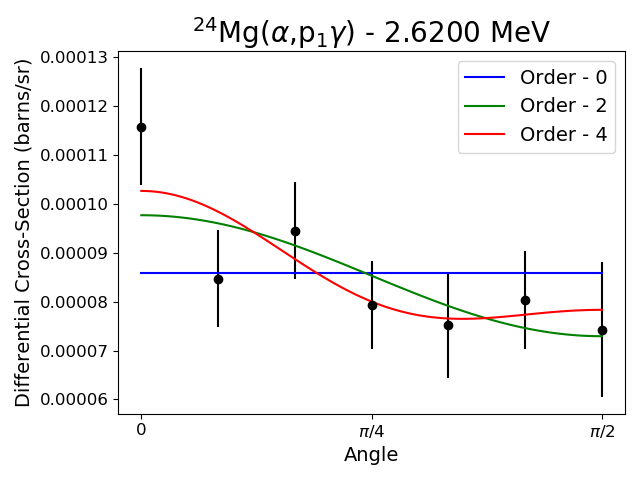 ²⁴Mg(α,p₁γ) - 2.6200 MeV
Differential Cross-Section (barns/sr)
0.00013
0.00012
0.00011
0.00010
0.00009
0.00008
0.00007
0.00006
Order - 0
Order - 2
Order - 4
0
π/4
π/2
Angle